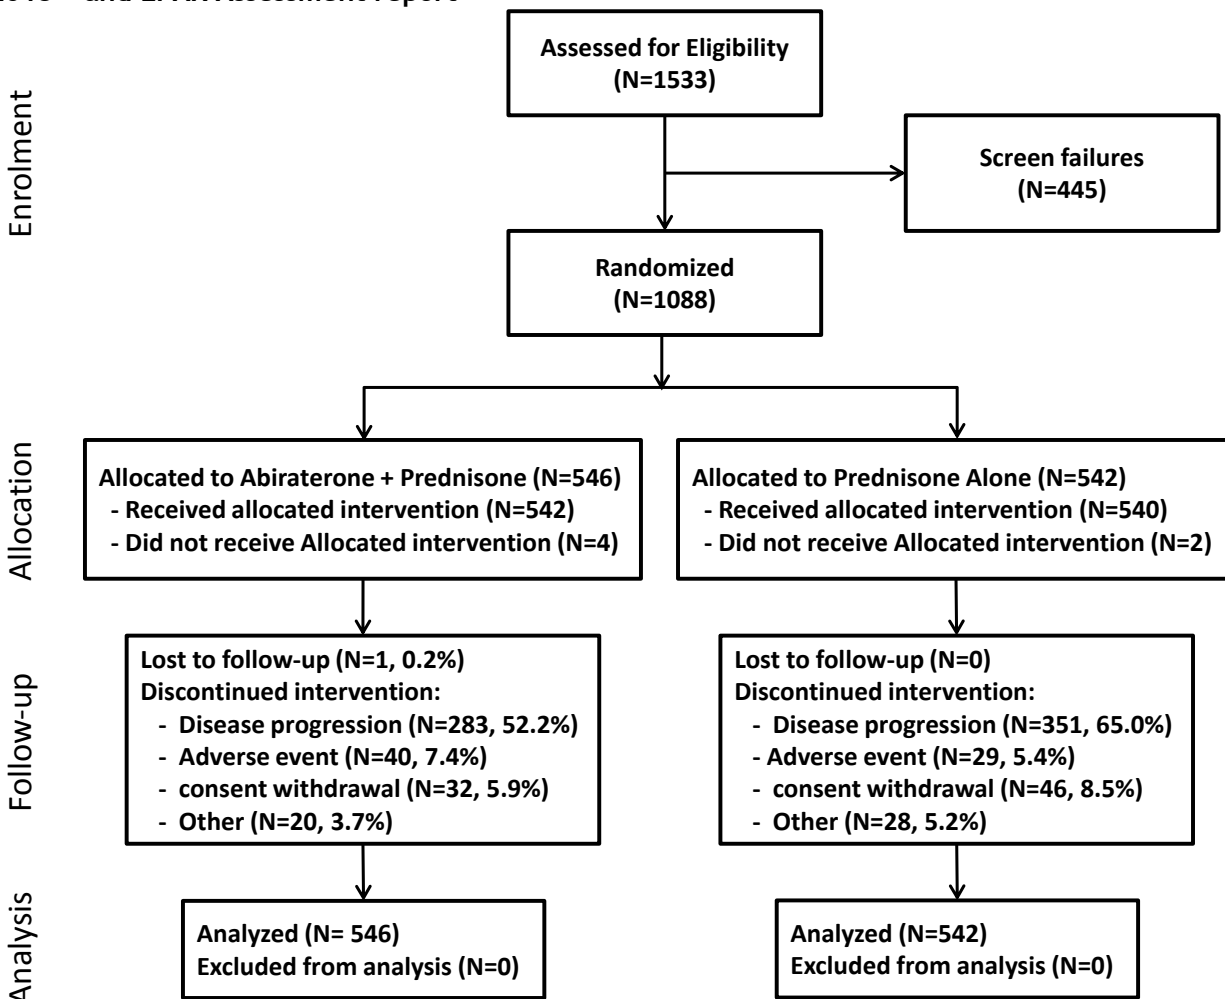 and EPAR Assessment report
Enrolment
Assessed for Eligibility
(N=1533)
Screen failures
(N=445)
Randomized
(N=1088)
Allocation
Allocated to Abiraterone + Prednisone (N=546)
- Received allocated intervention (N=542)
- Did not receive Allocated intervention (N=4)
Allocated to Prednisone Alone (N=542)
- Received allocated intervention (N=540)
- Did not receive Allocated intervention (N=2)
Follow-up
Lost to follow-up (N=1, 0.2%)
Discontinued intervention:
- Disease progression (N=283, 52.2%)
- Adverse event (N=40, 7.4%)
- consent withdrawal (N=32, 5.9%)
- Other (N=20, 3.7%)
Lost to follow-up (N=0)
Discontinued intervention:
- Disease progression (N=351, 65.0%)
- Adverse event (N=29, 5.4%)
- consent withdrawal (N=46, 8.5%)
- Other (N=28, 5.2%)
Analysis
Analyzed (N= 546)
Excluded from analysis (N=0)
Analyzed (N=542)
Excluded from analysis (N=0)